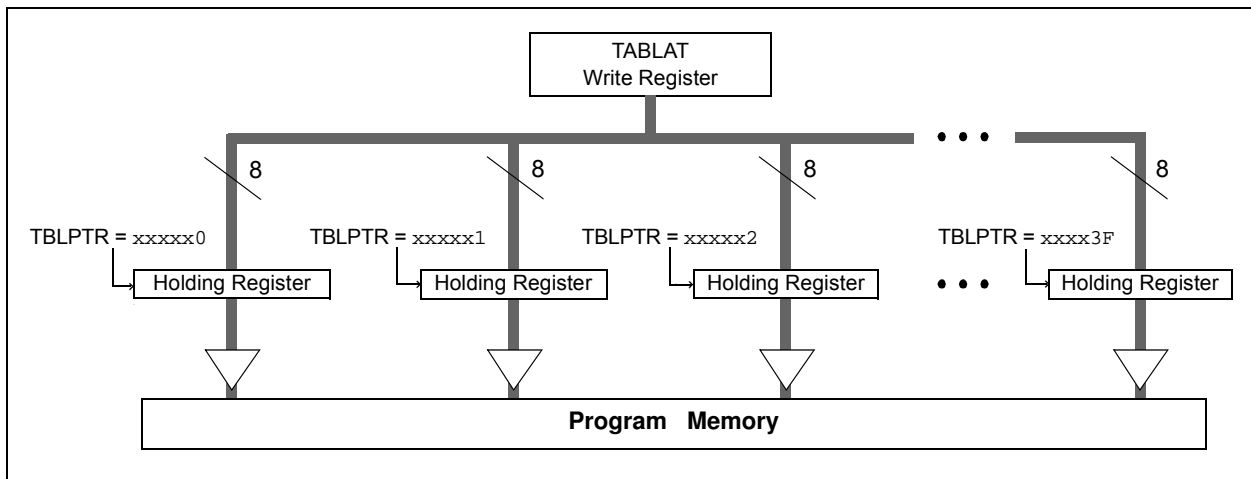 TABLAT
Write Register
8
8
8
8
TBLPTR = xxxxx0
TBLPTR = xxxxx1
TBLPTR = xxxxx2
TBLPTR = xxxx3F
Holding Register
Holding Register
Holding Register
Holding Register
Program Memory